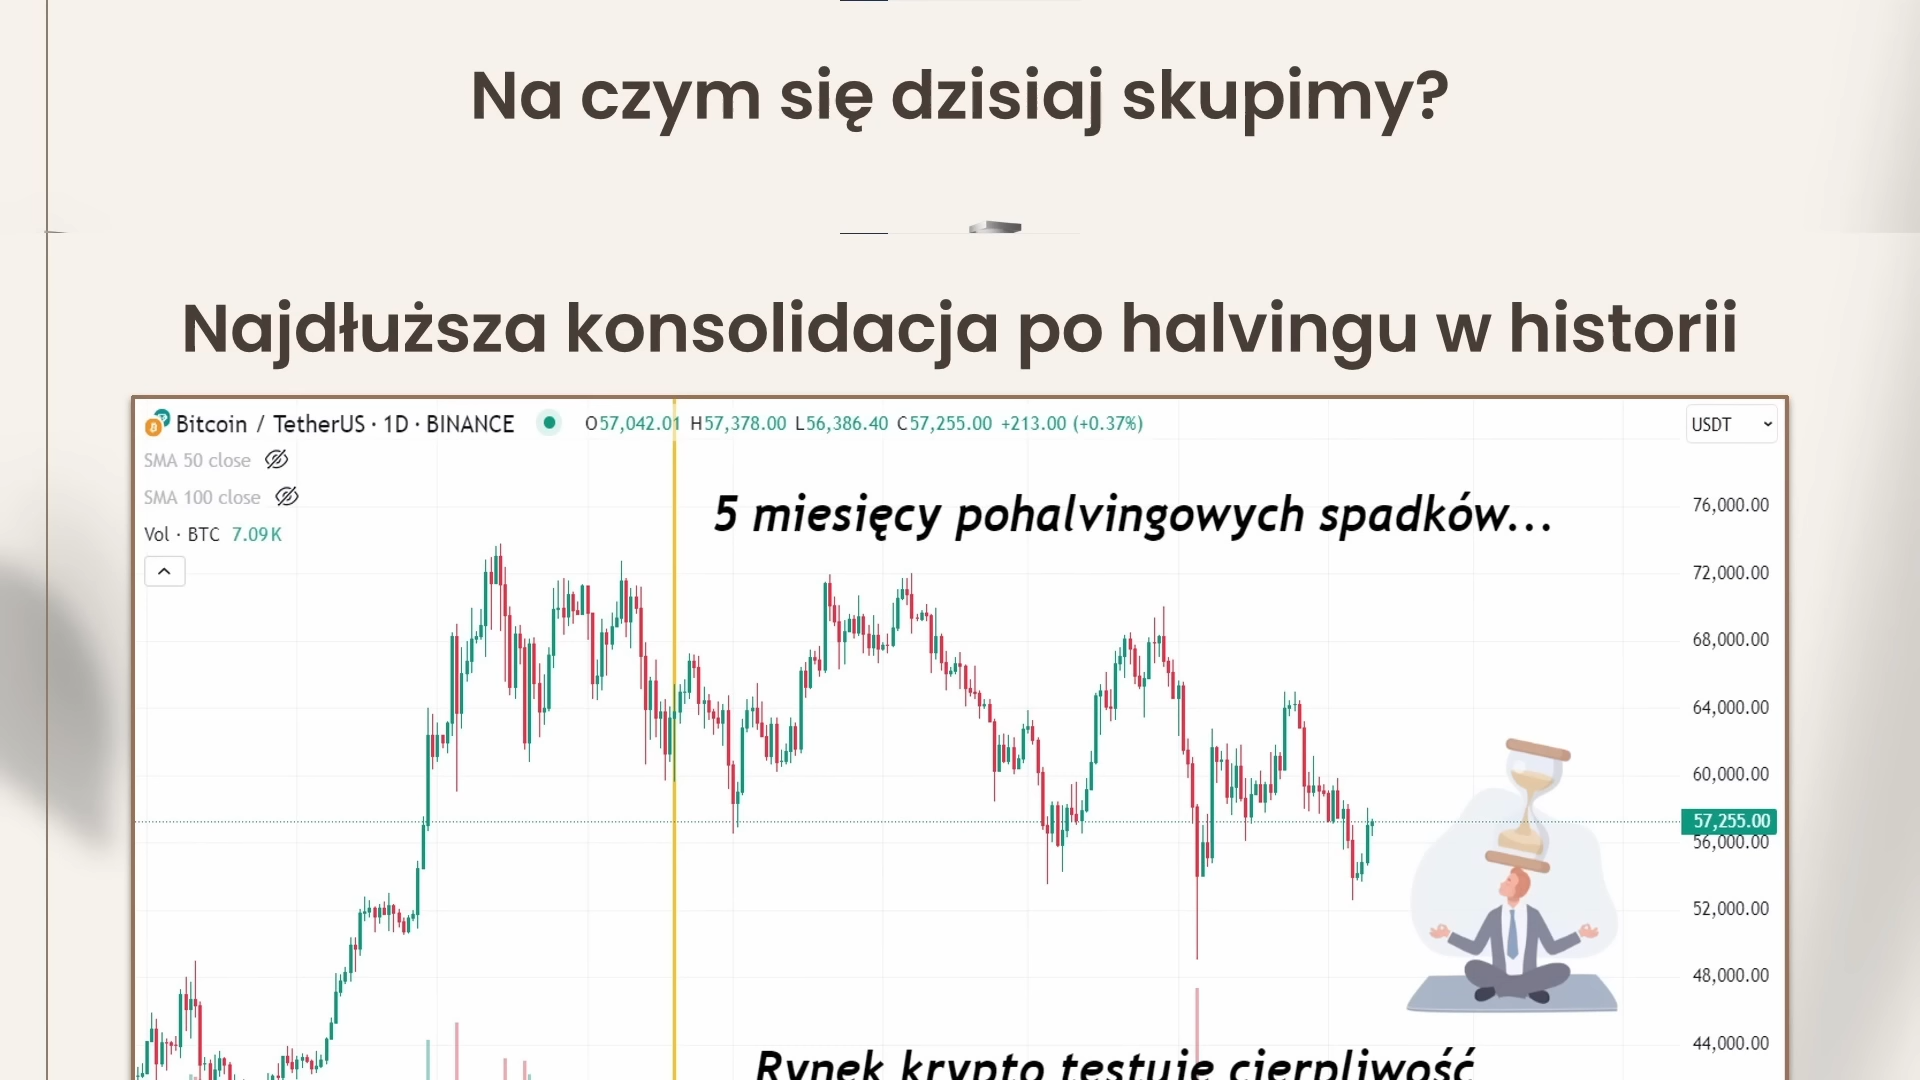 Na czym się dzisiaj skupimy?
Najdłuższa konsolidacja po halvingu w historii
Bitcoin / TetherUS · 1D · BINANCE O57,042.01 H57,378.00 L56,386.40 C57,255.00 +213.00 (+0.37%) USDT
SMA 50 close
SMA 100 close
Vol · BTC 7.09K
5 miesięcy pohalvingowych spadków...
76,000.00
72,000.00
68,000.00
64,000.00
60,000.00
57,255.00
56,000.00
52,000.00
48,000.00
44,000.00
Rynek krypto testuje cierpliwość